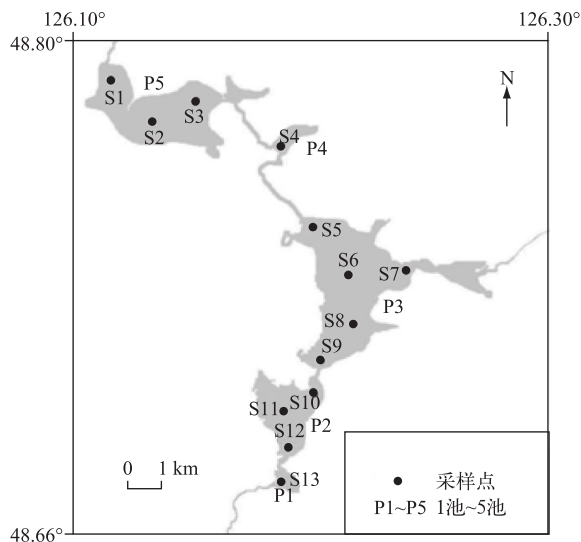 126.10° 126.30°
48.80°
N
S1 P5
S3
S2
S4
P4
S5
S6 S7
P3
S8
S9
S11 S10
P2
S12
S13
P1
0 1 km
采样点
P1~P5 1池~5池
48.66°